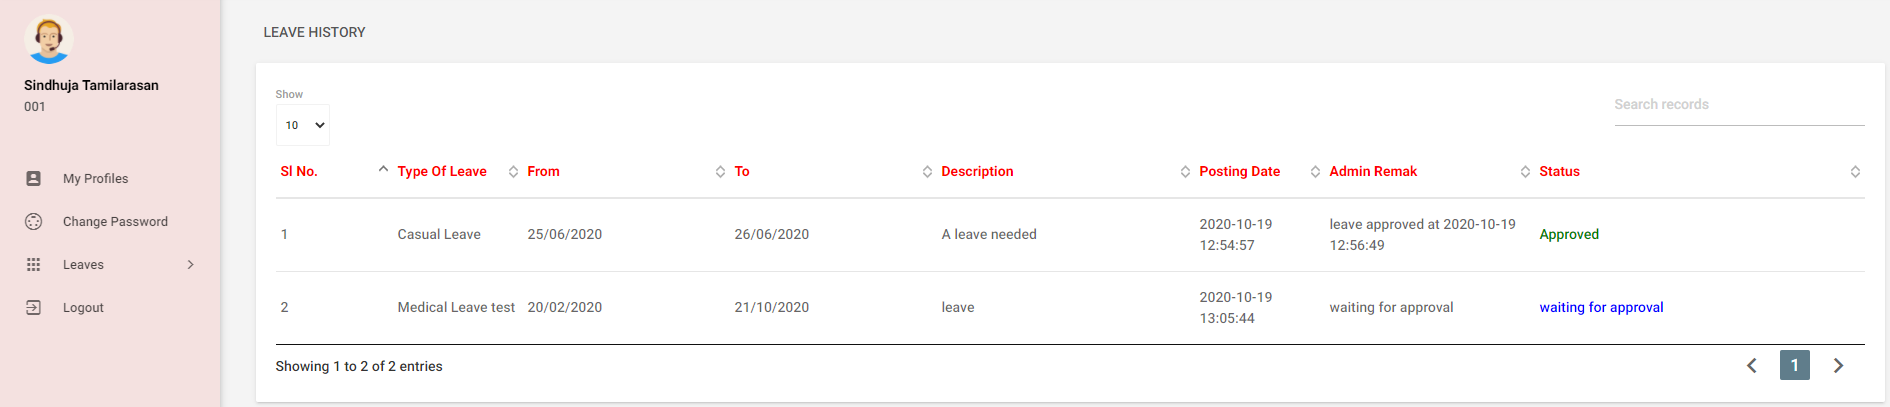 Sindhuja Tamilarasan
001
My Profiles
Change Password
Leaves
Logout
LEAVE HISTORY
Show
10
Search records
Sl No. Type Of Leave From To Description Posting Date Admin Remak Status
1 Casual Leave 25/06/2020 26/06/2020 A leave needed 2020-10-19 12:54:57 leave approved at 2020-10-19 12:56:49 Approved
2 Medical Leave test 20/02/2020 21/10/2020 leave 2020-10-19 13:05:44 waiting for approval waiting for approval
Showing 1 to 2 of 2 entries
1